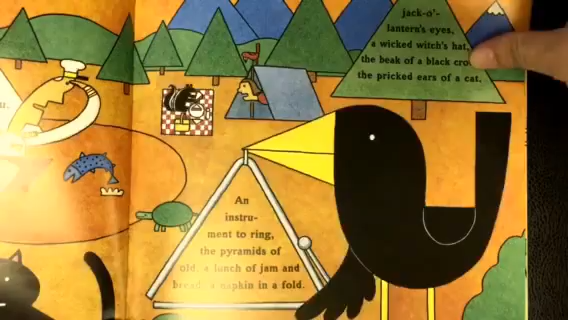 jack-o'-
lantern's eyes,
a wicked witch's hat,
the beak of a black crow
the pricked ears of a cat.
u.
An
instru-
ment to ring,
the pyramids of
old, a lunch of jam and
bread, a napkin in a fold.